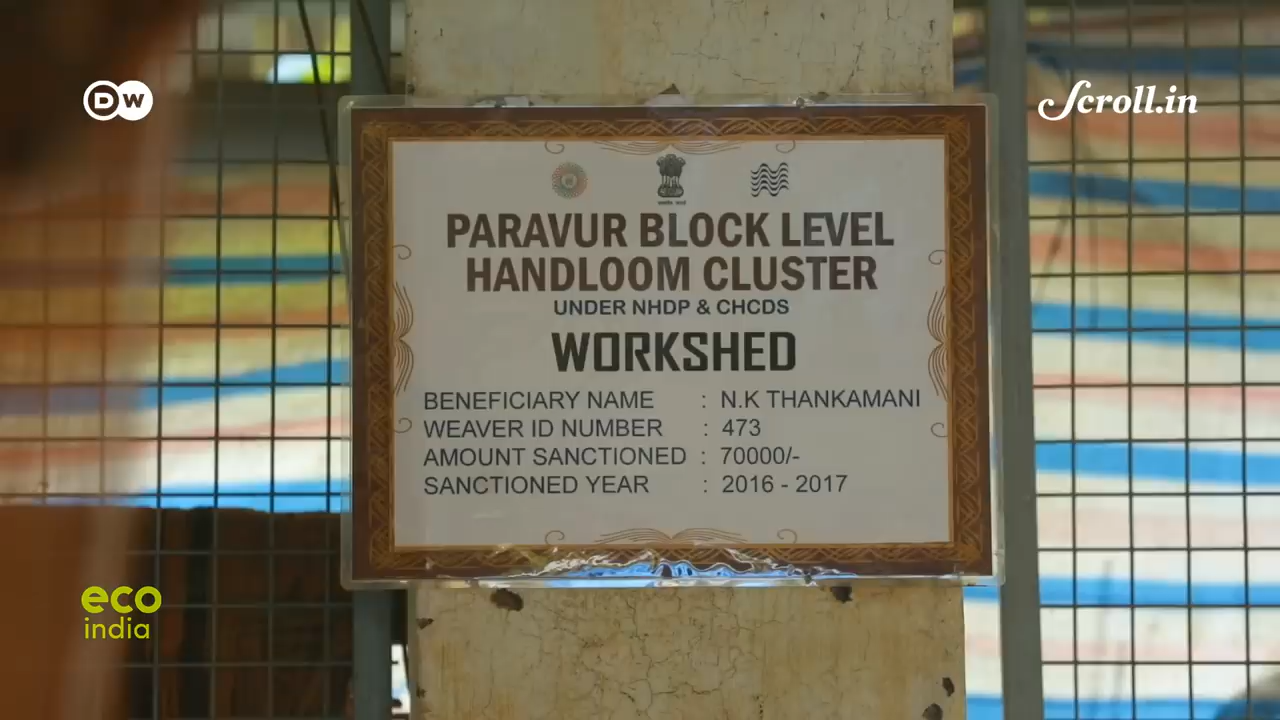 DW
Scroll.in
PARAVUR BLOCK LEVEL
HANDLOOM CLUSTER
UNDER NHDP & CHCDS
WORKSHED
BENEFICIARY NAME : N.K THANKAMANI
WEAVER ID NUMBER : 473
AMOUNT SANCTIONED : 70000/-
SANCTIONED YEAR : 2016 - 2017
eco
india